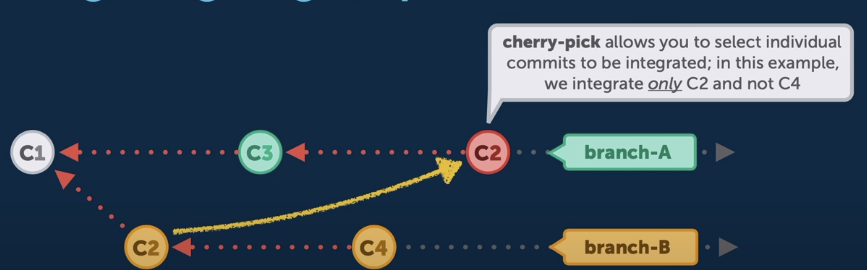 cherry-pick allows you to select individual
commits to be integrated; in this example,
we integrate only C2 and not C4
C1
C3
C2
branch-A
C2
C4
branch-B